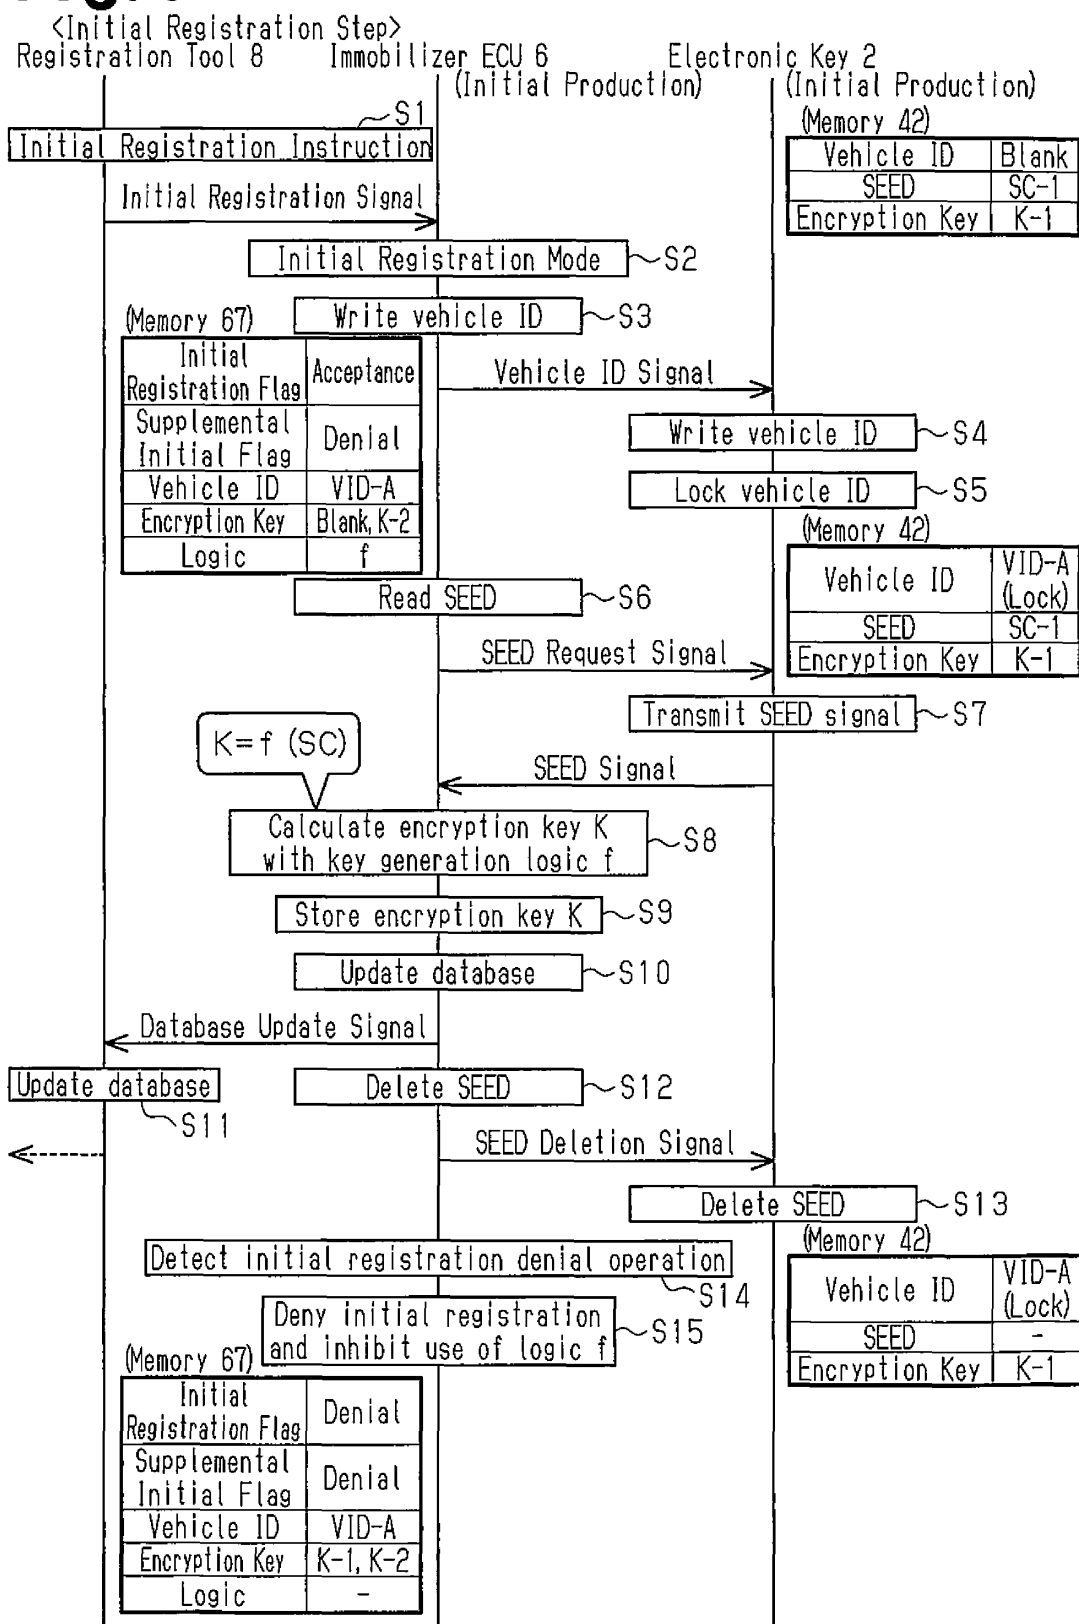 <Initial Registration Step>
Registration Tool 8
Immobilizer ECU 6
Electronic Key 2
(Initial Production)
(Initial Production)
S1
(Memory 42)
Initial Registration Instruction
Vehicle ID Blank
SEED SC-1
Encryption Key K-1
Initial Registration Signal
Initial Registration Mode S2
Write vehicle ID S3
(Memory 67)
Initial
Registration Flag Acceptance
Supplemental
Initial Flag Denial
Vehicle ID VID-A
Encryption Key Blank, K-2
Logic f
Vehicle ID Signal
Write vehicle ID S4
Lock vehicle ID S5
(Memory 42)
Vehicle ID VID-A
(Lock)
SEED SC-1
Encryption Key K-1
Read SEED S6
SEED Request Signal
Transmit SEED signal S7
K=f (SC)
SEED Signal
Calculate encryption key K
with key generation logic f S8
Store encryption key K S9
Update database S10
Database Update Signal
Update database
S11
Delete SEED S12
SEED Deletion Signal
Delete SEED S13
(Memory 42)
Vehicle ID VID-A
(Lock)
SEED -
Encryption Key K-1
Detect initial registration denial operation
S14
Deny initial registration
and inhibit use of logic f S15
(Memory 67)
Initial
Registration Flag Denial
Supplemental
Initial Flag Denial
Vehicle ID VID-A
Encryption Key K-1, K-2
Logic -